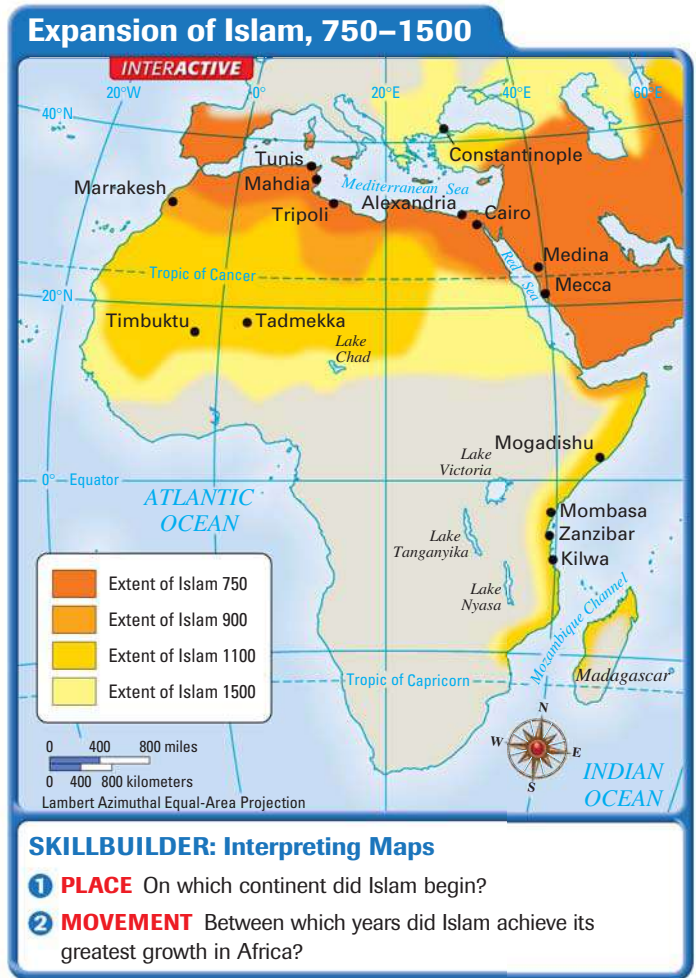 Expansion of Islam, 750–1500
INTERACTIVE
20°W
0°
20°E
40°E
60°E
40°N
Constantinople
Tunis
Mahdia
Mediterranean Sea
Marrakesh
Tripoli
Alexandria
Cairo
Medina
Tropic of Cancer
Red Sea
Mecca
20°N
Timbuktu
Tadmekka
Lake
Chad
Mogadishu
Lake
Victoria
0° Equator
ATLANTIC
OCEAN
Mombasa
Zanzibar
Lake
Tanganyika
Kilwa
Lake
Nyasa
Mozambique Channel
Madagascar
Tropic of Capricorn
Extent of Islam 750
Extent of Islam 900
Extent of Islam 1100
Extent of Islam 1500
N
W
E
S
INDIAN
OCEAN
0 400 800 miles
0 400 800 kilometers
Lambert Azimuthal Equal-Area Projection
SKILLBUILDER: Interpreting Maps
1 PLACE On which continent did Islam begin?
2 MOVEMENT Between which years did Islam achieve its
greatest growth in Africa?